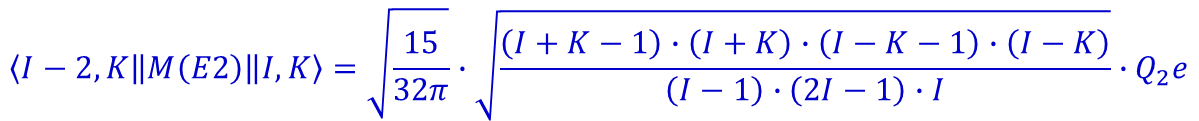 ⟨I − 2, K‖M(E2)‖I, K⟩ = √(15/(32π)) · √(((I + K − 1) · (I + K) · (I − K − 1) · (I − K))/((I − 1) · (2I − 1) · I)) · Q₂e